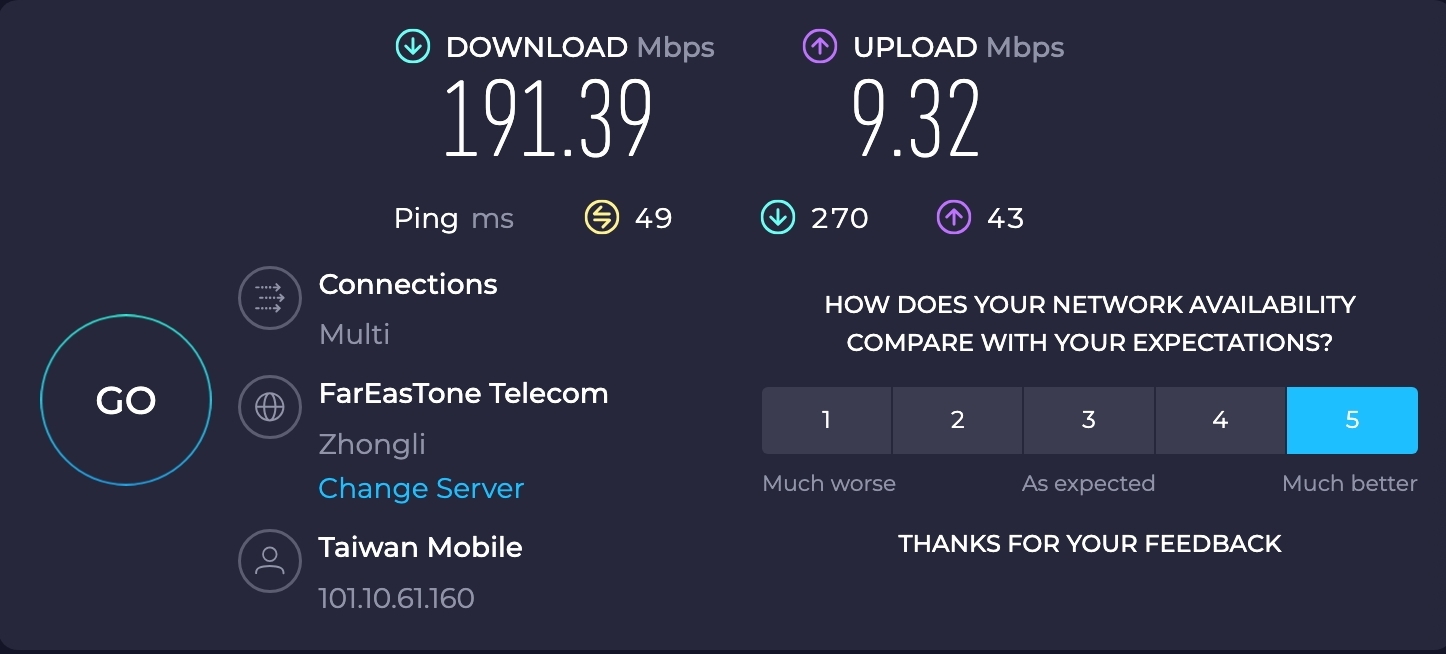 DOWNLOAD Mbps
191.39
UPLOAD Mbps
9.32
Ping ms 49 270 43
GO
Connections
Multi
FarEasTone Telecom
Zhongli
Change Server
Taiwan Mobile
101.10.61.160
HOW DOES YOUR NETWORK AVAILABILITY
COMPARE WITH YOUR EXPECTATIONS?
1 2 3 4 5
Much worse As expected Much better
THANKS FOR YOUR FEEDBACK